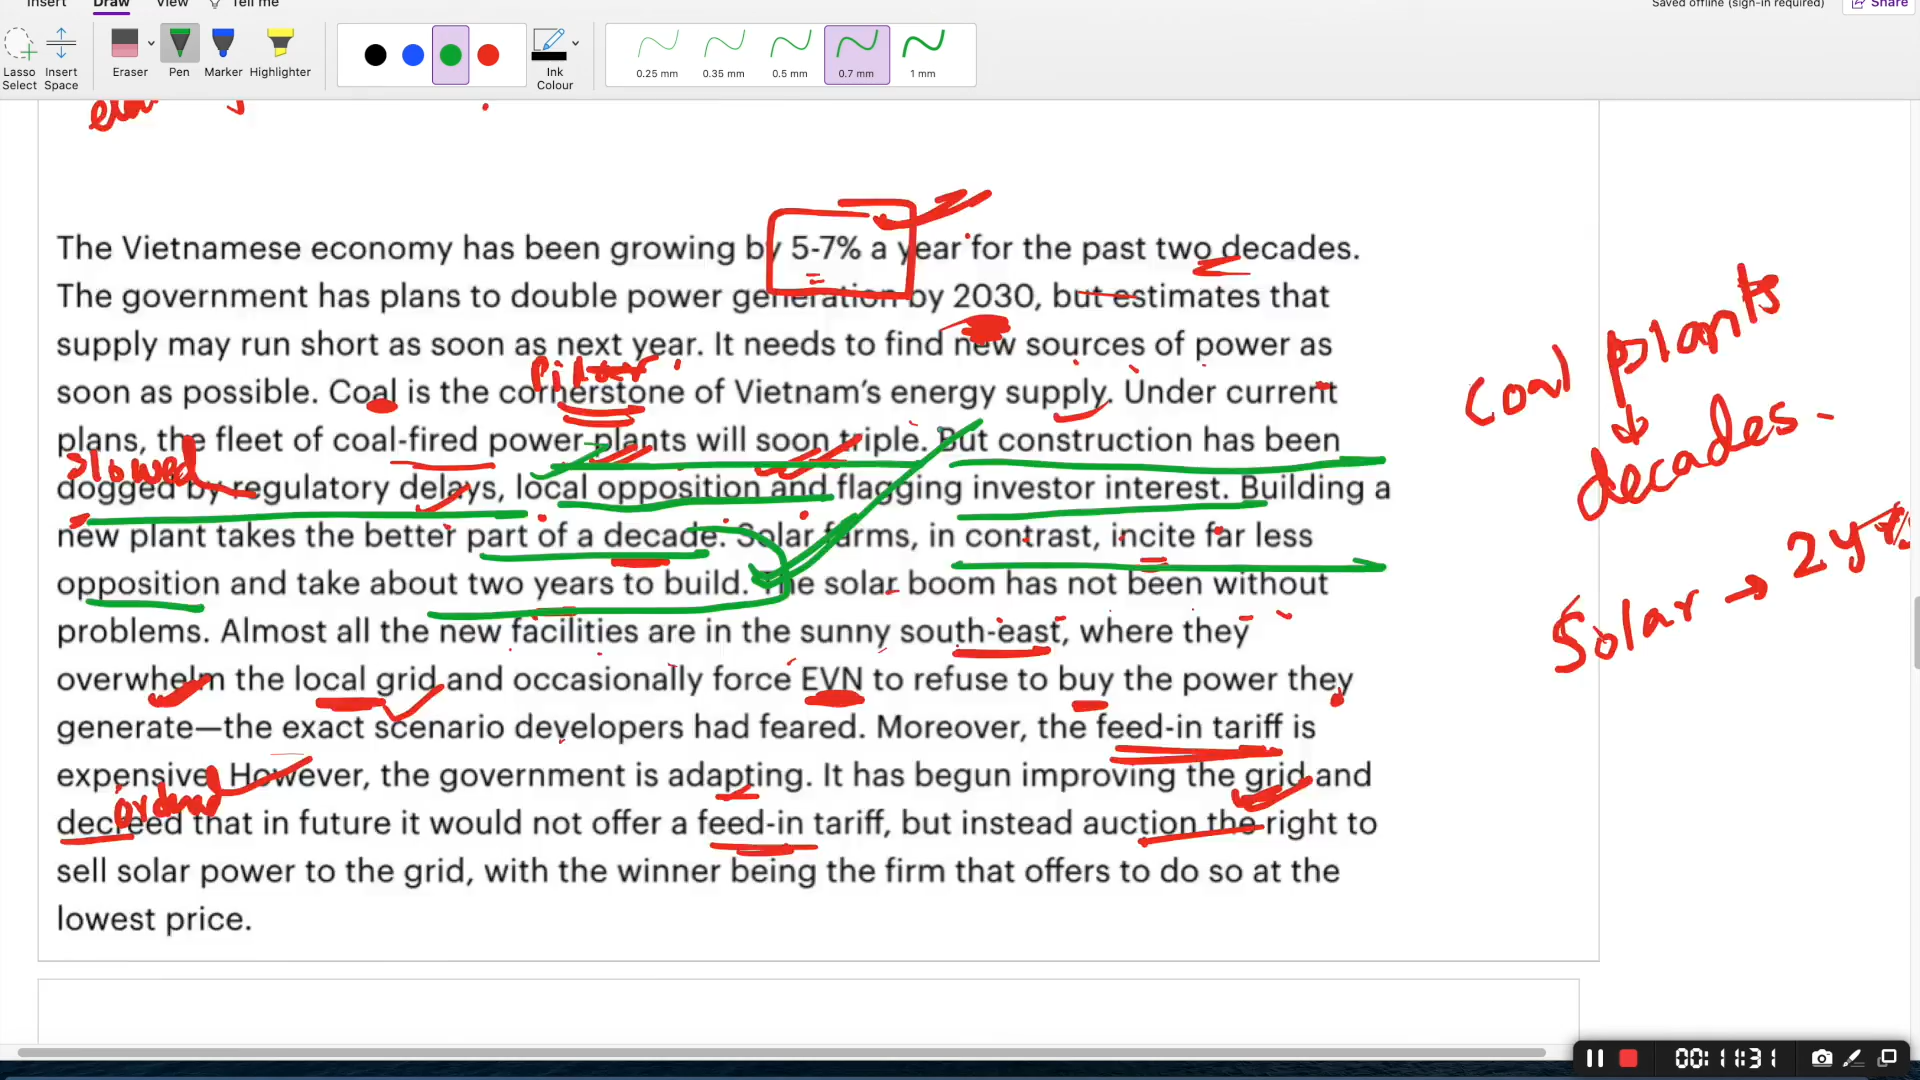 Insert Draw View Tell me Saved offline (sign-in required) Share
Lasso Select Insert Space Eraser Pen Marker Highlighter Ink Colour 0.25 mm 0.35 mm 0.5 mm 0.7 mm 1 mm
The Vietnamese economy has been growing by 5-7% a year for the past two decades.
The government has plans to double power generation by 2030, but estimates that
supply may run short as soon as next year. It needs to find new sources of power as
Pillar
soon as possible. Coal is the cornerstone of Vietnam's energy supply. Under current
plans, the fleet of coal-fired power plants will soon triple. But construction has been
slowed
dogged by regulatory delays, local opposition and flagging investor interest. Building a
new plant takes the better part of a decade. Solar farms, in contrast, incite far less
opposition and take about two years to build. The solar boom has not been without
problems. Almost all the new facilities are in the sunny south-east, where they
overwhelm the local grid and occasionally force EVN to refuse to buy the power they
generate—the exact scenario developers had feared. Moreover, the feed-in tariff is
expensive. However, the government is adapting. It has begun improving the grid and
ordered
decreed that in future it would not offer a feed-in tariff, but instead auction the right to
sell solar power to the grid, with the winner being the firm that offers to do so at the
lowest price.
Coal plants
decades
Solar → 2 yrs
00:11:31